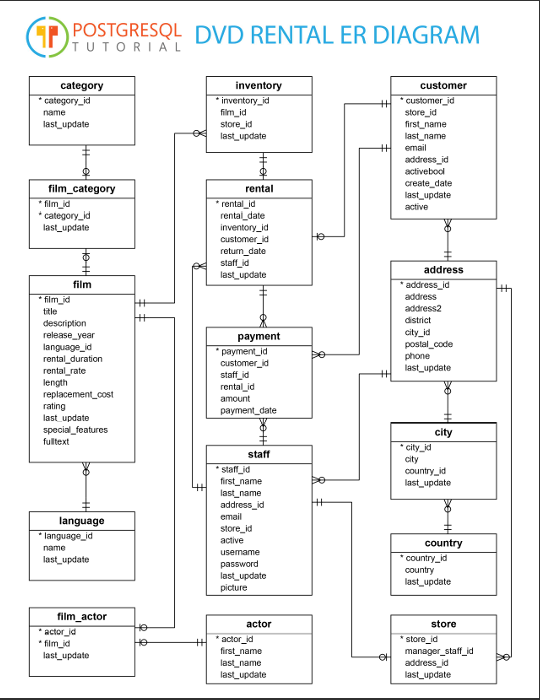 POSTGRESQL
TUTORIAL
DVD RENTAL ER DIAGRAM
category
* category_id
name
last_update
film_category
* film_id
* category_id
last_update
film
* film_id
title
description
release_year
language_id
rental_duration
rental_rate
length
replacement_cost
rating
last_update
special_features
fulltext
language
* language_id
name
last_update
film_actor
* actor_id
* film_id
last_update
inventory
* inventory_id
film_id
store_id
last_update
rental
* rental_id
rental_date
inventory_id
customer_id
return_date
staff_id
last_update
payment
* payment_id
customer_id
staff_id
rental_id
amount
payment_date
staff
* staff_id
first_name
last_name
address_id
email
store_id
active
username
password
last_update
picture
actor
* actor_id
first_name
last_name
last_update
customer
* customer_id
store_id
first_name
last_name
email
address_id
activebool
create_date
last_update
active
address
* address_id
address
address2
district
city_id
postal_code
phone
last_update
city
* city_id
city
country_id
last_update
country
* country_id
country
last_update
store
* store_id
manager_staff_id
address_id
last_update